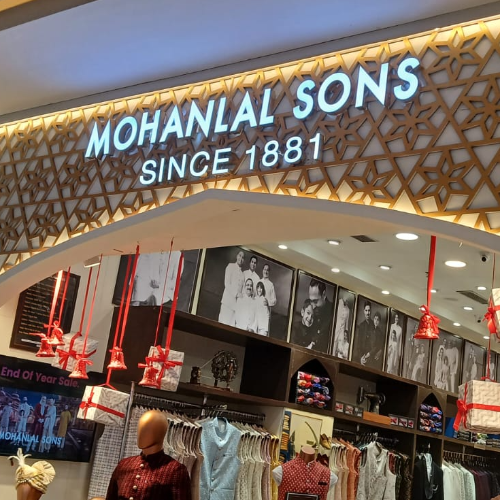 MOHANLAL SONS
SINCE 1881
End of Year Sale
MOHANLAL SONS